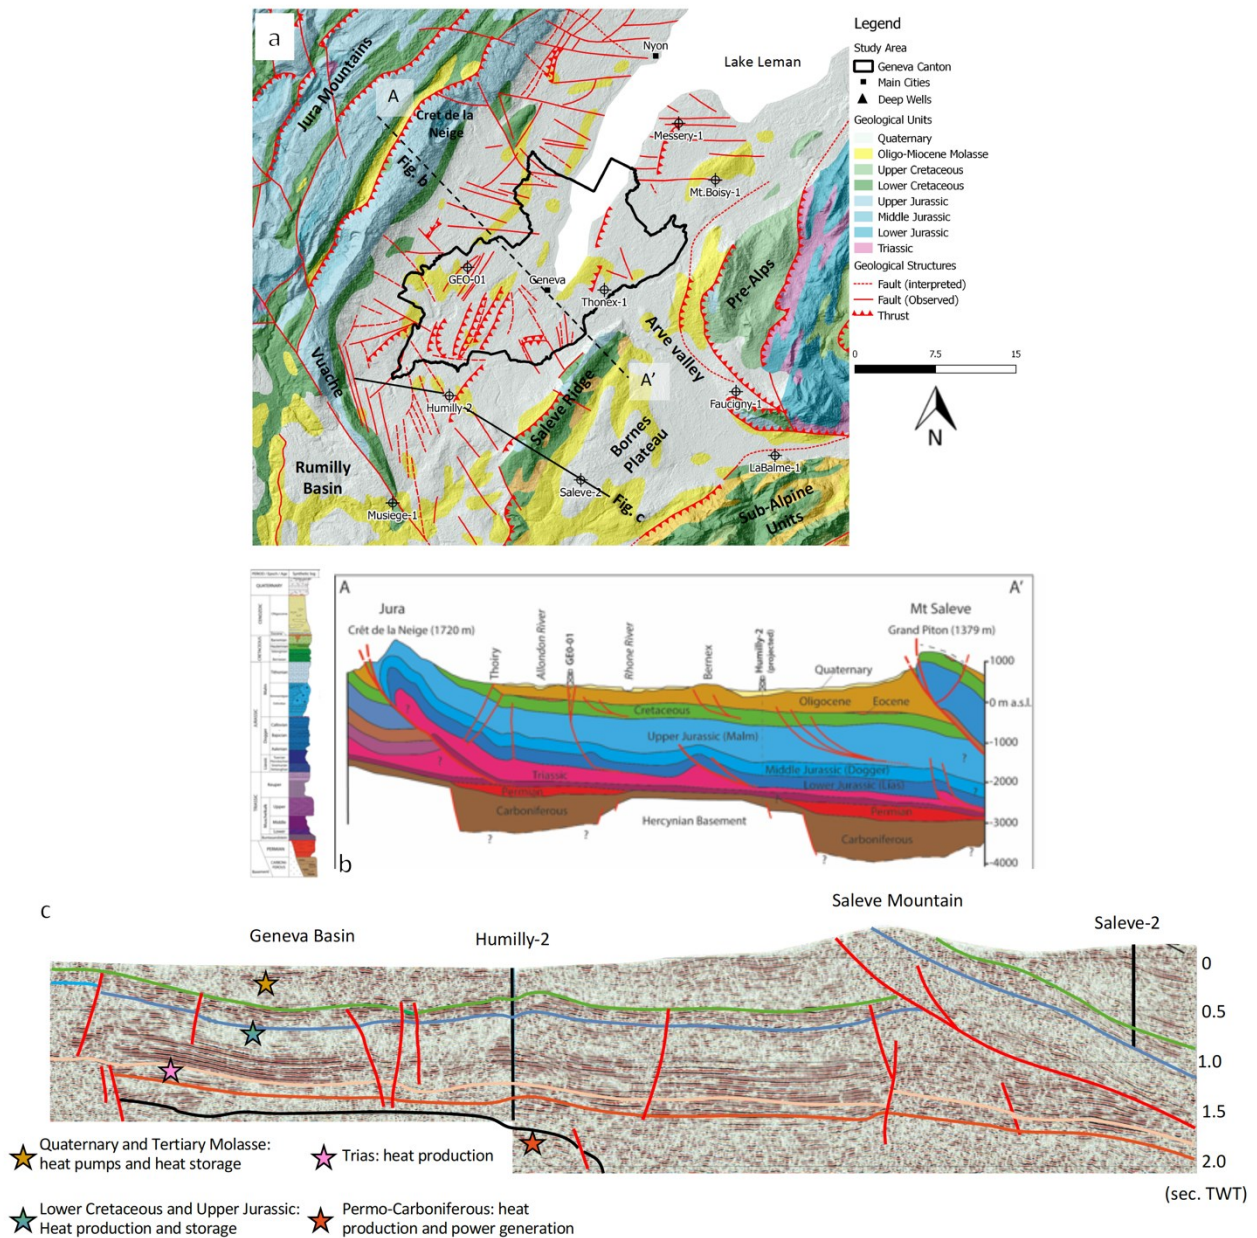 a
Nyon
Lake Leman
Jura Mountains
A
Cret de la
Neige
Fig. b
Messery-1
Mt.Boisy-1
GEO-01
Geneva
Thonex-1
Pre-Alps
Arve valley
Vuache
A'
Humilly-2
Saleve Ridge
Faucigny-1
Bornes
Plateau
Rumilly
Basin
LaBalme-1
Saleve-2
Fig. c
Musiege-1
Sub-Alpine
Units
Legend
Study Area
Geneva Canton
Main Cities
Deep Wells
Geological Units
Quaternary
Oligo-Miocene Molasse
Upper Cretaceous
Lower Cretaceous
Upper Jurassic
Middle Jurassic
Lower Jurassic
Triassic
Geological Structures
Fault (interpreted)
Fault (Observed)
Thrust
0 7.5 15
N
QUATERNARY
CENOZOIC
CRETACEOUS
JURASSIC
TRIASSIC
PERMIAN
A
A'
Jura
Crêt de la Neige (1720 m)
Thoiry
Allondon River
GEO-01
Rhone River
Bernex
Humilly-2
(projected)
Mt Saleve
Grand Piton (1379 m)
Quaternary
1000
0 m a.s.l.
-1000
-2000
-3000
-4000
Cretaceous
Oligocene
Eocene
Upper Jurassic (Malm)
Middle Jurassic (Dogger)
Lower Jurassic (Lias)
Triassic
Permian
Permian
Carboniferous
Hercynian Basement
Carboniferous
? ? ? ? ? ? ? ? ?
b
c
Geneva Basin
Humilly-2
Saleve Mountain
Saleve-2
0
0.5
1.0
1.5
2.0
(sec. TWT)
Quaternary and Tertiary Molasse:
heat pumps and heat storage
Trias: heat production
Lower Cretaceous and Upper Jurassic:
Heat production and storage
Permo-Carboniferous: heat
production and power generation